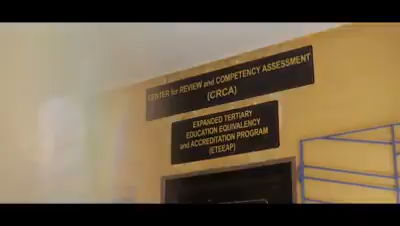 CENTER for REVIEW and COMPETENCY ASSESSMENT
(CRCA)
EXPANDED TERTIARY
EDUCATION EQUIVALENCY
and ACCREDITATION PROGRAM
(ETEEAP)